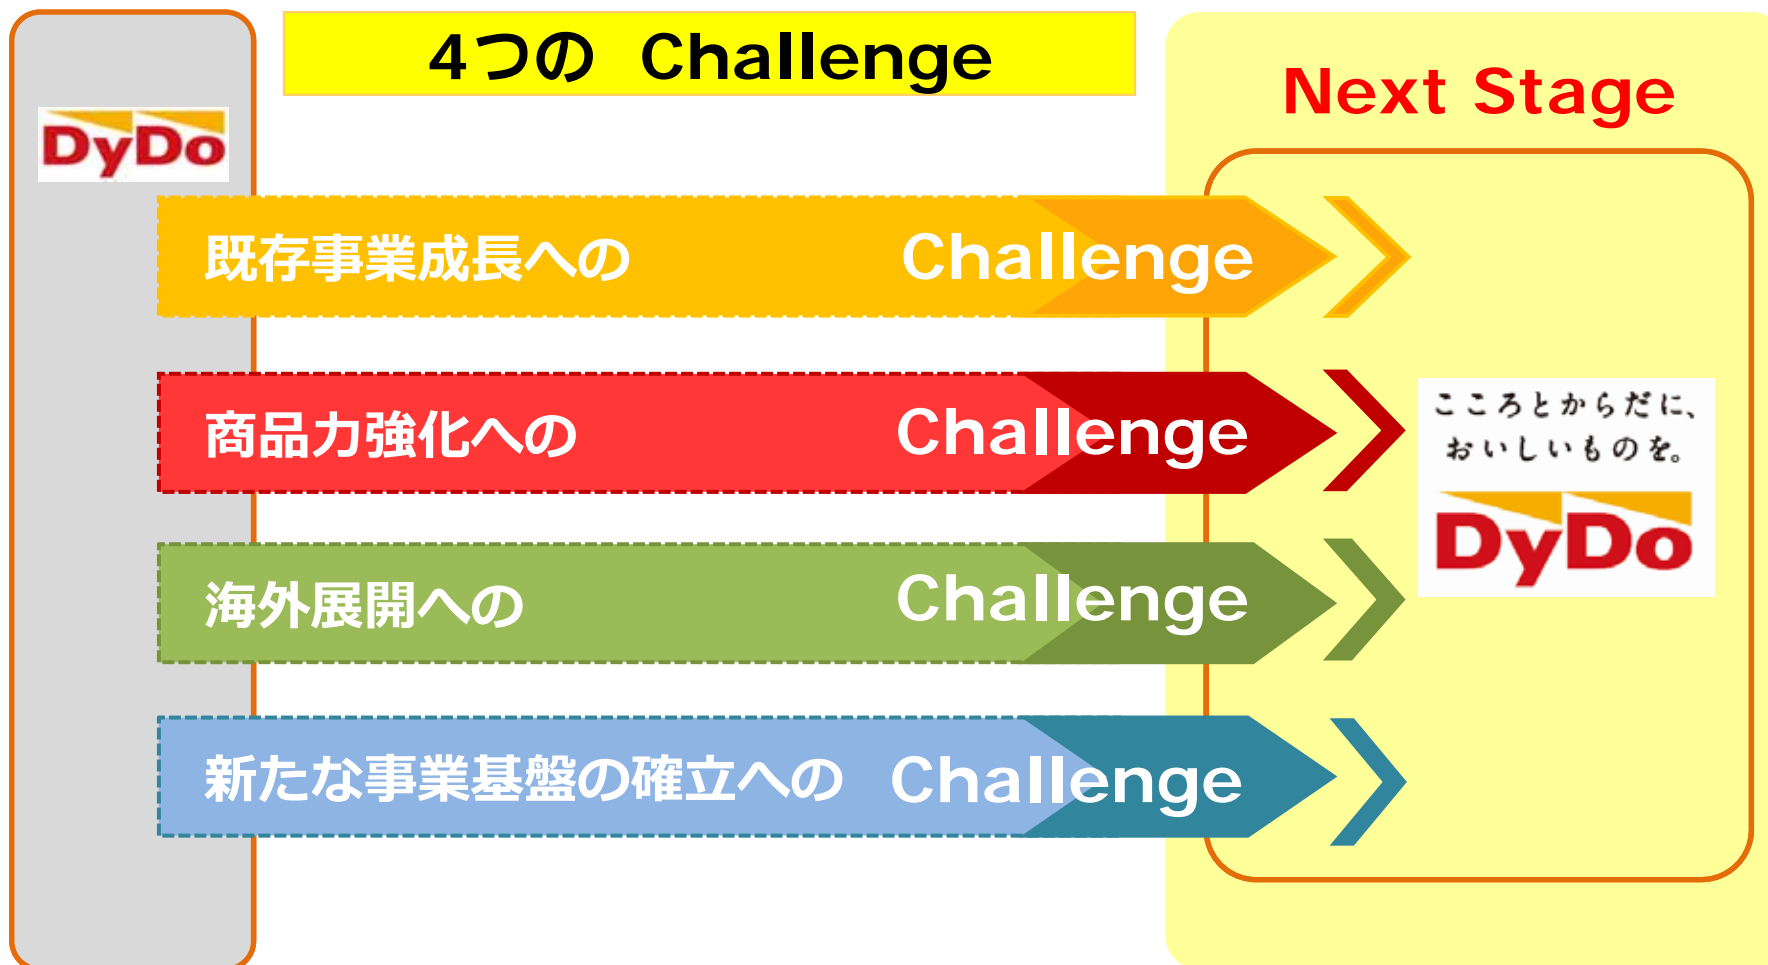 4つの Challenge
Next Stage
DyDo
既存事業成長への Challenge
商品力強化への Challenge
海外展開への Challenge
新たな事業基盤の確立への Challenge
こころとからだに、
おいしいものを。
DyDo